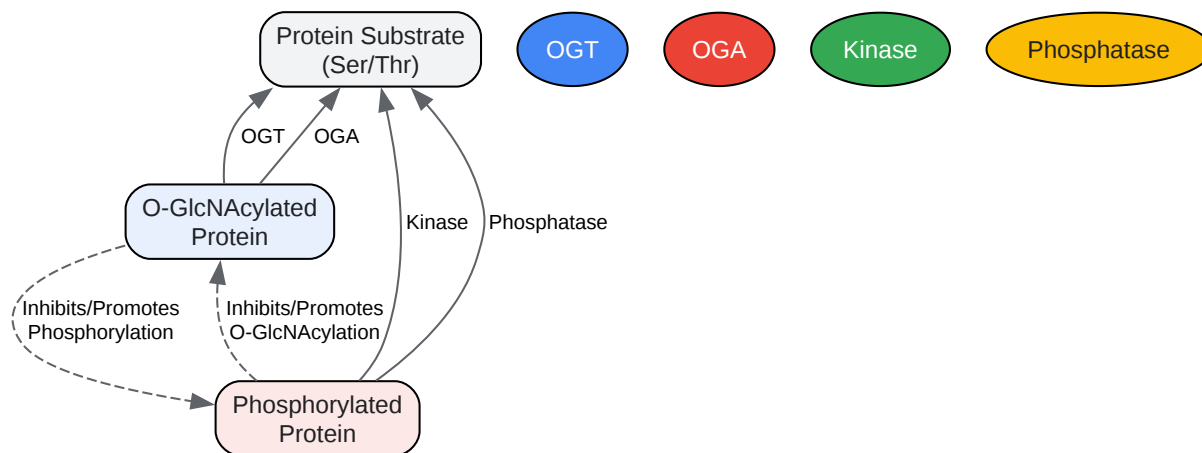 Protein Substrate
(Ser/Thr)
OGT
OGA
Kinase
Phosphatase
OGT
OGA
O-GlcNAcylated
Protein
Kinase
Phosphatase
Inhibits/Promotes
Phosphorylation
Inhibits/Promotes
O-GlcNAcylation
Phosphorylated
Protein